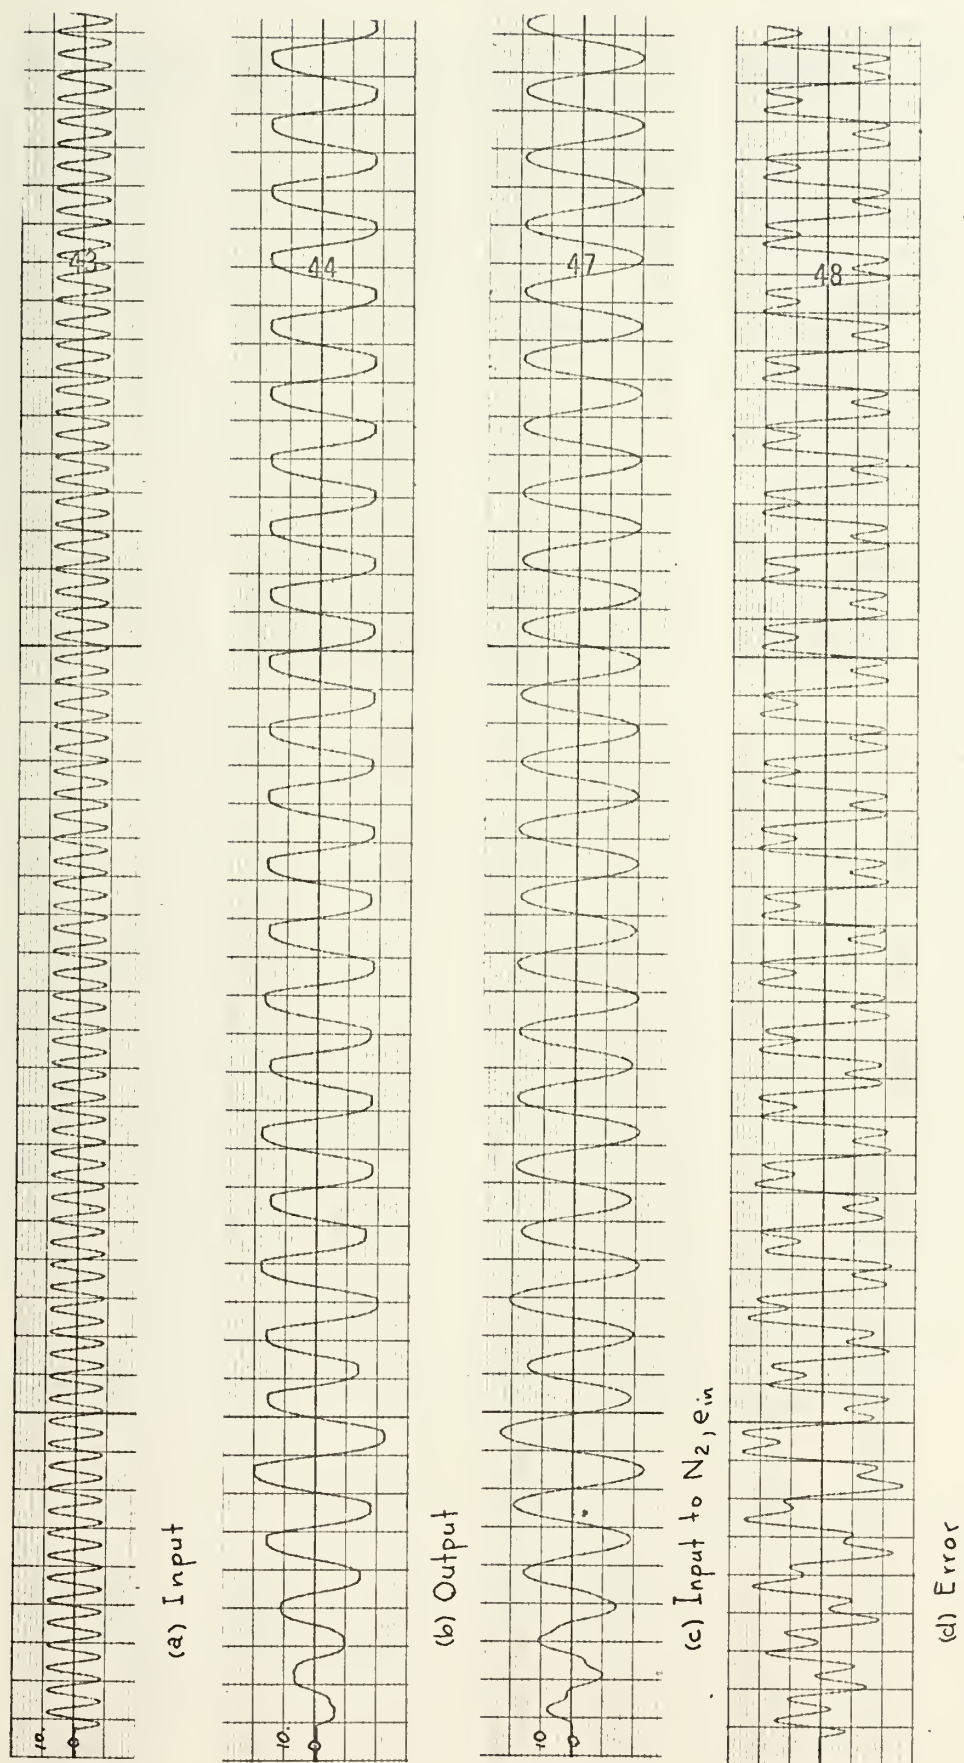 43
10.
0
(a) Input
44
10.
0
(b) Output
47
10
0
(c) Input to N2, ein
48
(d) Error